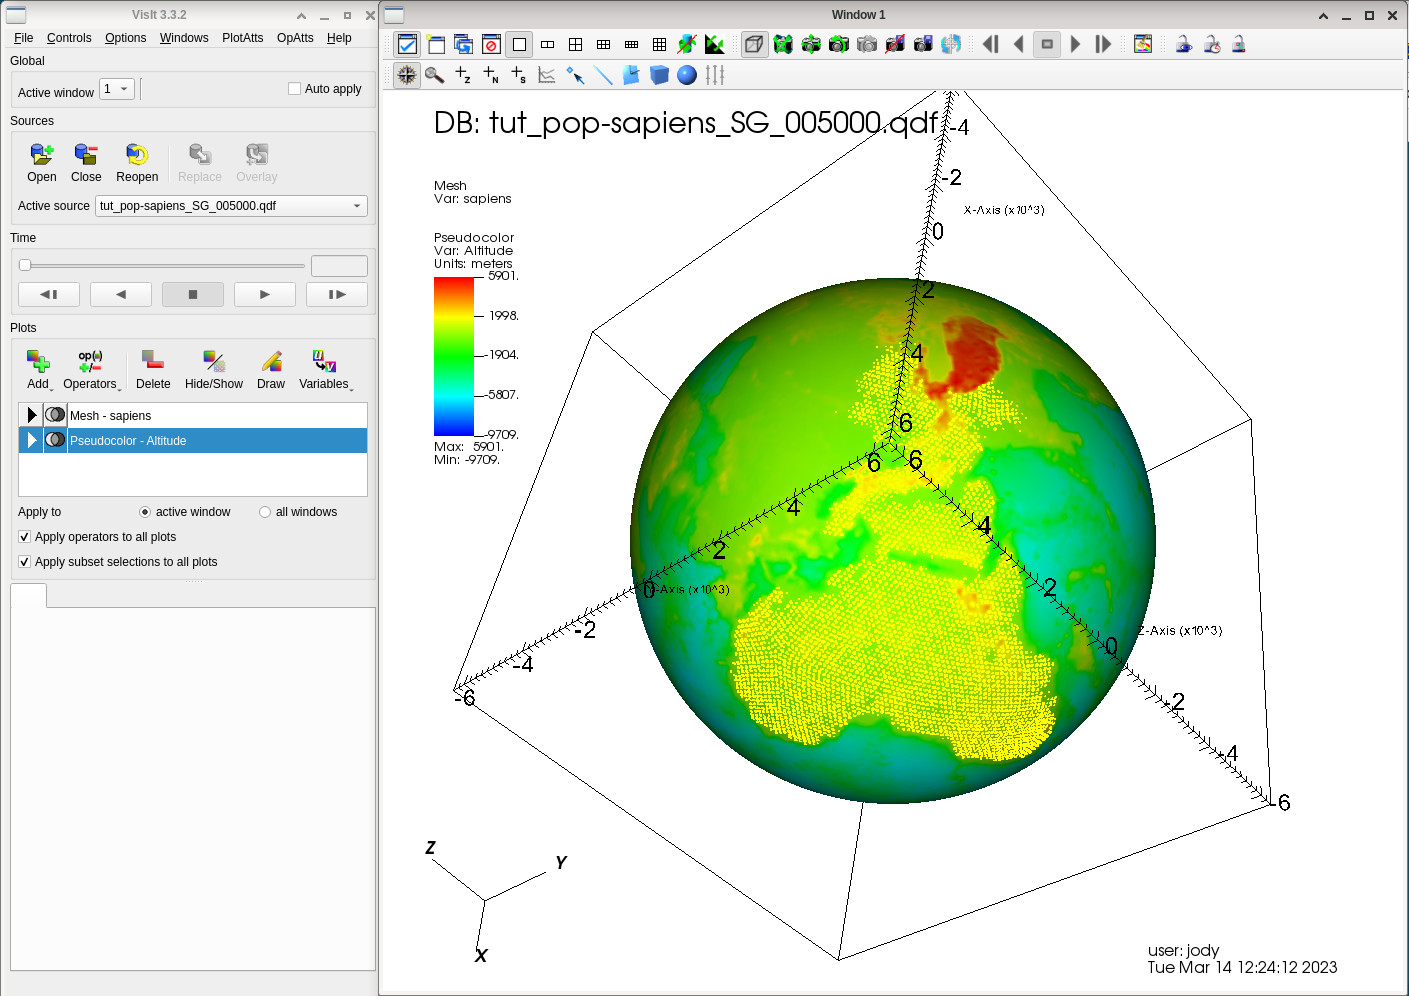 VisIt 3.3.2
File Controls Options Windows PlotAtts OpAtts Help
Global
Active window 1 Auto apply
Sources
Open Close Reopen Replace Overlay
Active source tut_pop-sapiens_SG_005000.qdf
Time
Plots
Add Operators Delete Hide/Show Draw Variables
Mesh - sapiens
Pseudocolor - Altitude
Apply to active window all windows
Apply operators to all plots
Apply subset selections to all plots
Window 1
DB: tut_pop-sapiens_SG_005000.qdf
Mesh
Var: sapiens
Pseudocolor
Var: Altitude
Units: meters
5901.
1998.
-1904.
-5807.
-9709.
Max: 5901.
Min: -9709.
-4
-2
X-Axis (x10^3)
0
2
4
6
6
6
4
4
2
2
0
-Axis (x10^3)
-2
-4
-6
Z-Axis (x10^3)
0
-2
-4
-6
Z
Y
X
user: jody
Tue Mar 14 12:24:12 2023